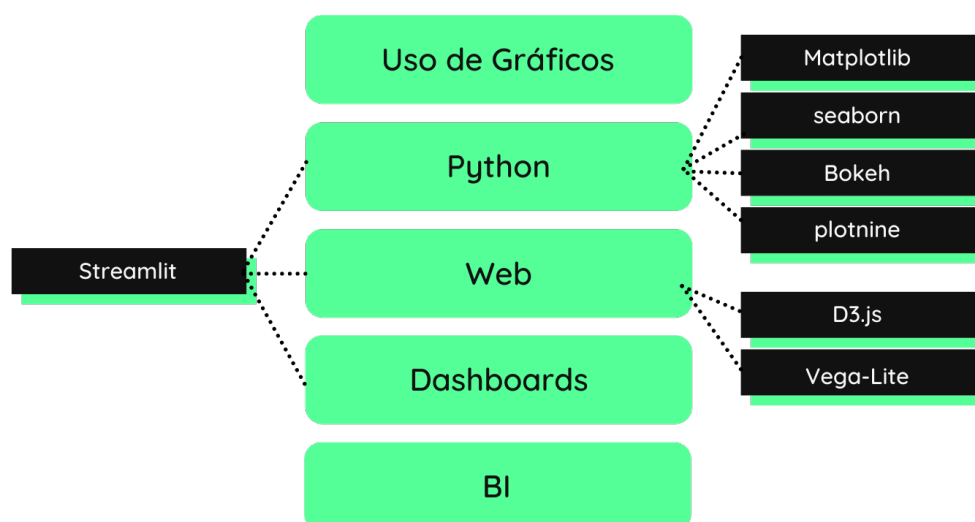 Uso de Gráficos
Python
Web
Dashboards
BI
Streamlit
Matplotlib
seaborn
Bokeh
plotnine
D3.js
Vega-Lite